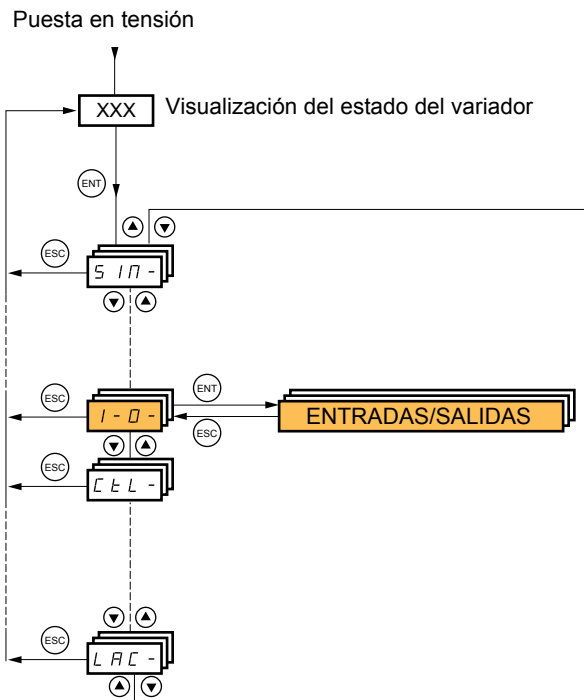 Puesta en tensión
XXX Visualización del estado del variador
ENT
ESC
SIM-
ENT
ESC I-O- ENTRADAS/SALIDAS
ESC
ESC CtL-
ESC
LAC-